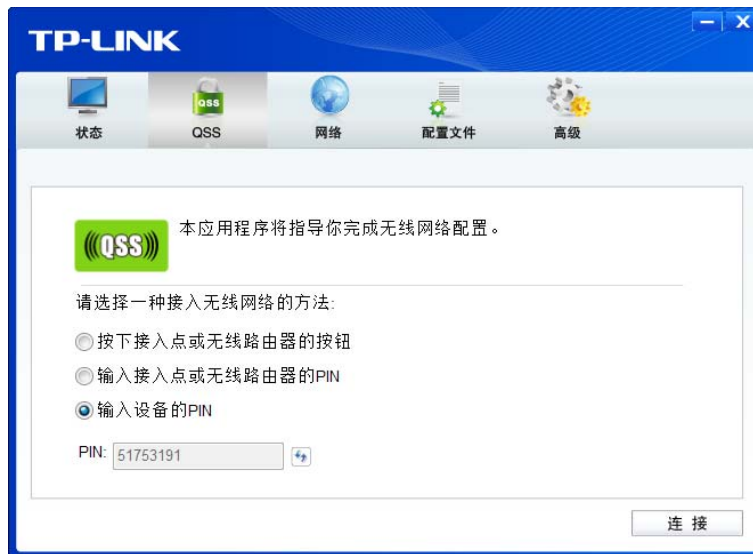 TP-LINK
状态
QSS
网络
配置文件
高级
QSS
本应用程序将指导你完成无线网络配置。
请选择一种接入无线网络的方法:
按下接入点或无线路由器的按钮
输入接入点或无线路由器的PIN
输入设备的PIN
PIN: 51753191
连接